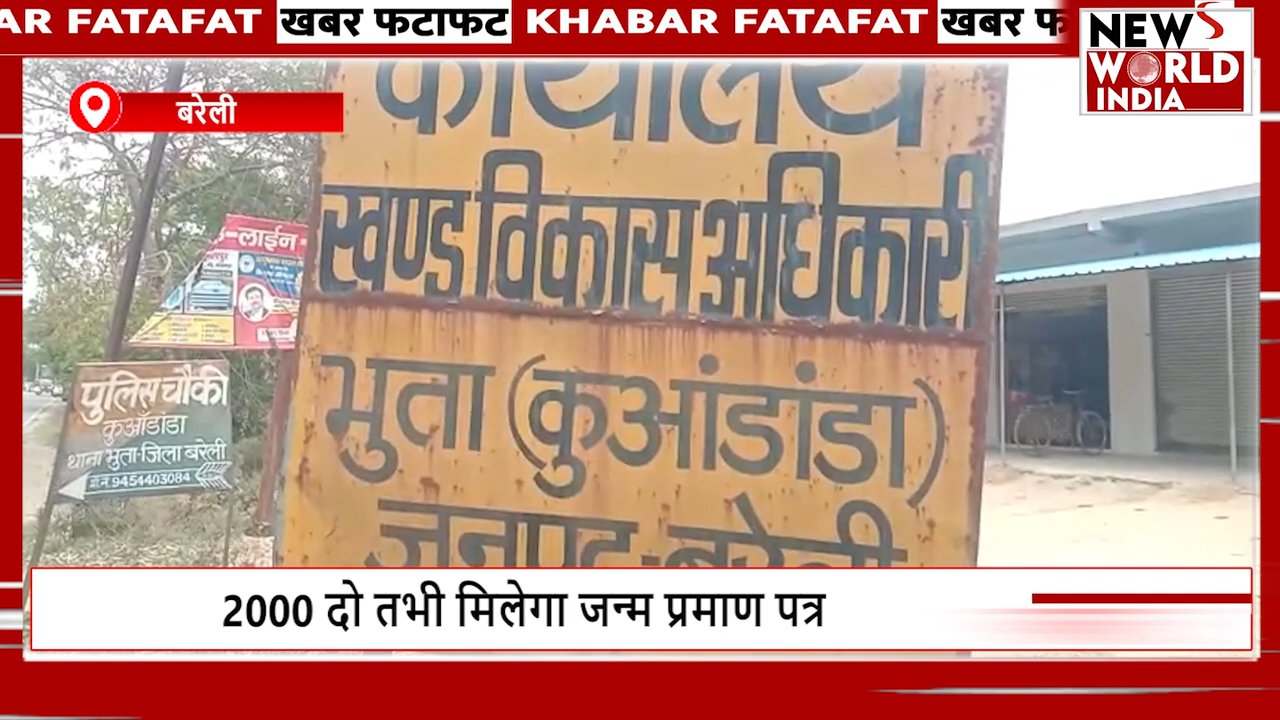 AR FATAFAT खबर फटाफट KHABAR FATAFAT खबर फ
NEWS
WORLD
INDIA
बरेली
कार्यालय
खण्ड विकास अधिकारी
भुता (कुआंडांडा)
जनपद-बरेली
-लाईन-
पुलिस चौकी
कुआँडांडा
थाना भुता-जिला बरेली
मो.नं.9454403084
2000 दो तभी मिलेगा जन्म प्रमाण पत्र